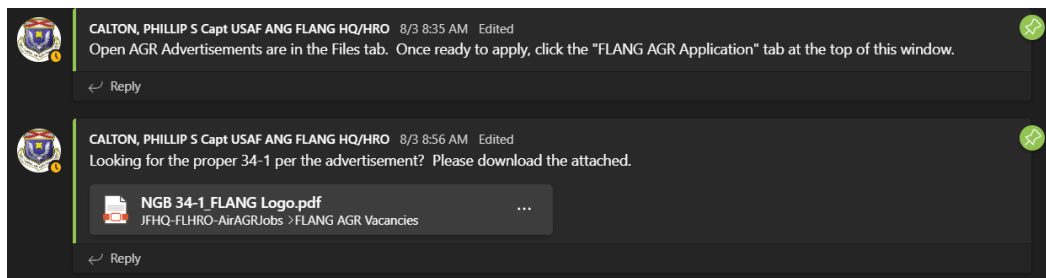 CALTON, PHILLIP S Capt USAF ANG FLANG HQ/HRO 8/3 8:35 AM Edited
Open AGR Advertisements are in the Files tab. Once ready to apply, click the "FLANG AGR Application" tab at the top of this window.
Reply
CALTON, PHILLIP S Capt USAF ANG FLANG HQ/HRO 8/3 8:56 AM Edited
Looking for the proper 34-1 per the advertisement? Please download the attached.
NGB 34-1_FLANG Logo.pdf
JFHQ-FLHRO-AirAGRJobs >FLANG AGR Vacancies
Reply